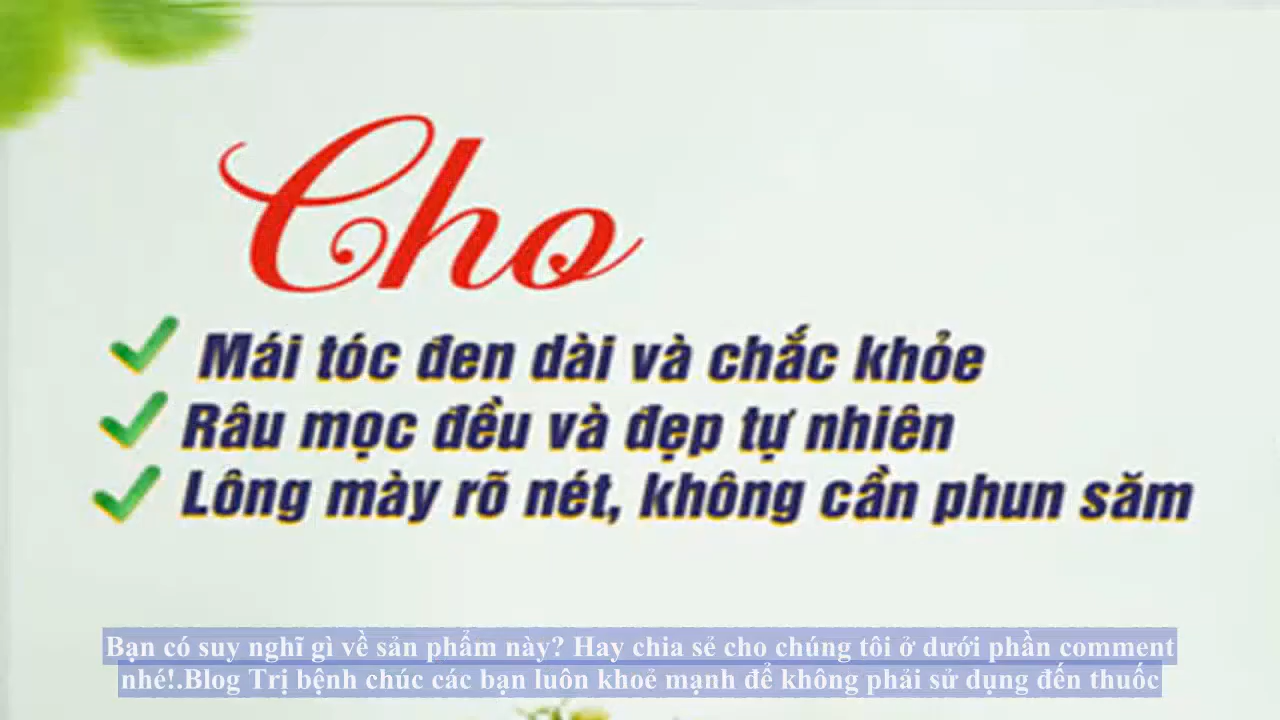 Cho
Mái tóc đen dài và chắc khỏe
Râu mọc đều và đẹp tự nhiên
Lông mày rõ nét, không cần phun săm
Bạn có suy nghĩ gì về sản phẩm này? Hay chia sẻ cho chúng tôi ở dưới phần comment
nhé!.Blog Trị bệnh chúc các bạn luôn khoẻ mạnh để không phải sử dụng đến thuốc